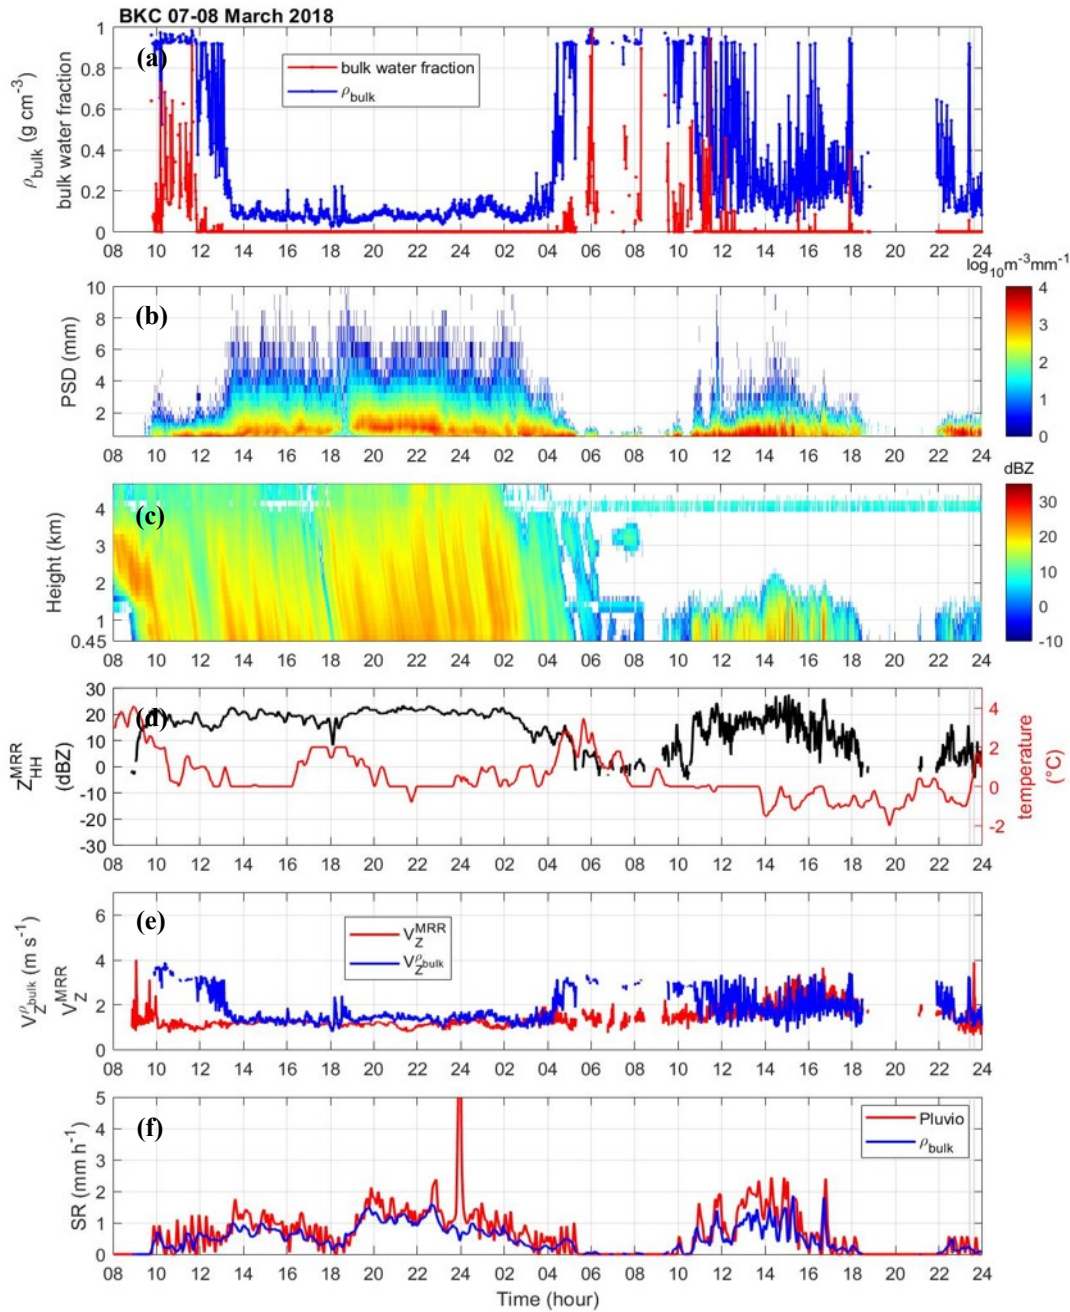 BKC 07-08 March 2018
(a)
bulk water fraction
ρbulk
ρbulk (g cm-3)
bulk water fraction
1
0.8
0.6
0.4
0.2
0
08 10 12 14 16 18 20 22 24 02 04 06 08 10 12 14 16 18 20 22 24
log10m-3mm-1
(b)
PSD (mm)
10
8
6
4
2
4
3
2
1
0
08 10 12 14 16 18 20 22 24 02 04 06 08 10 12 14 16 18 20 22 24
dBZ
(c)
Height (km)
4
3
2
1
0.45
30
20
10
0
-10
08 10 12 14 16 18 20 22 24 02 04 06 08 10 12 14 16 18 20 22 24
(d)
ZHHMRR
(dBZ)
30
20
10
0
-10
-20
-30
4
2
0
-2
temperature
(°C)
08 10 12 14 16 18 20 22 24 02 04 06 08 10 12 14 16 18 20 22 24
(e)
VZMRR
VZρbulk
VZρbulk (m s-1)
VZMRR
6
4
2
0
08 10 12 14 16 18 20 22 24 02 04 06 08 10 12 14 16 18 20 22 24
(f)
Pluvio
ρbulk
SR (mm h-1)
5
4
3
2
1
0
08 10 12 14 16 18 20 22 24 02 04 06 08 10 12 14 16 18 20 22 24
Time (hour)